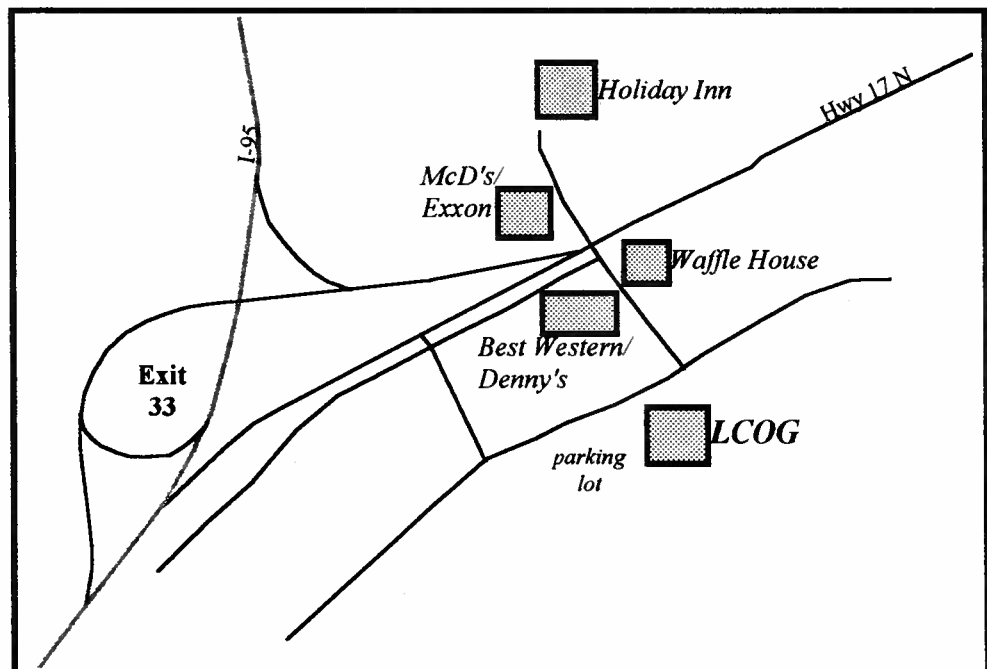 Holiday Inn
Hwy 17 N
I-95
McD's/
Exxon
Waffle House
Best Western/
Denny's
Exit
33
LCOG
parking
lot